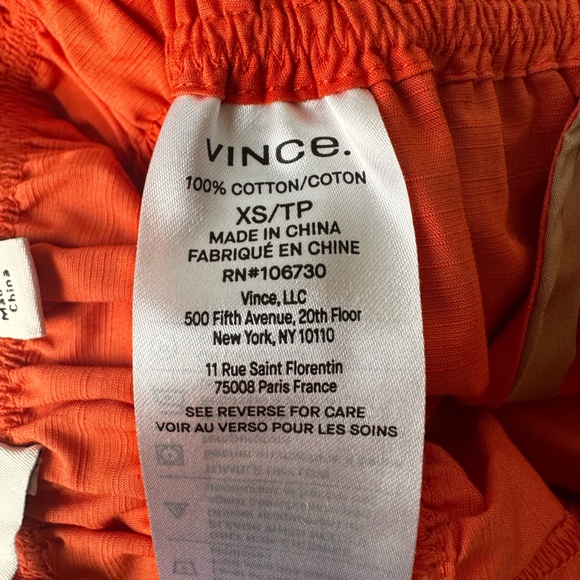 VINCE.
100% COTTON/COTON
XS/TP
MADE IN CHINA
FABRIQUÉ EN CHINE
RN#106730
Vince, LLC
500 Fifth Avenue, 20th Floor
New York, NY 10110
11 Rue Saint Florentin
75008 Paris France
SEE REVERSE FOR CARE
VOIR AU VERSO POUR LES SOINS
China